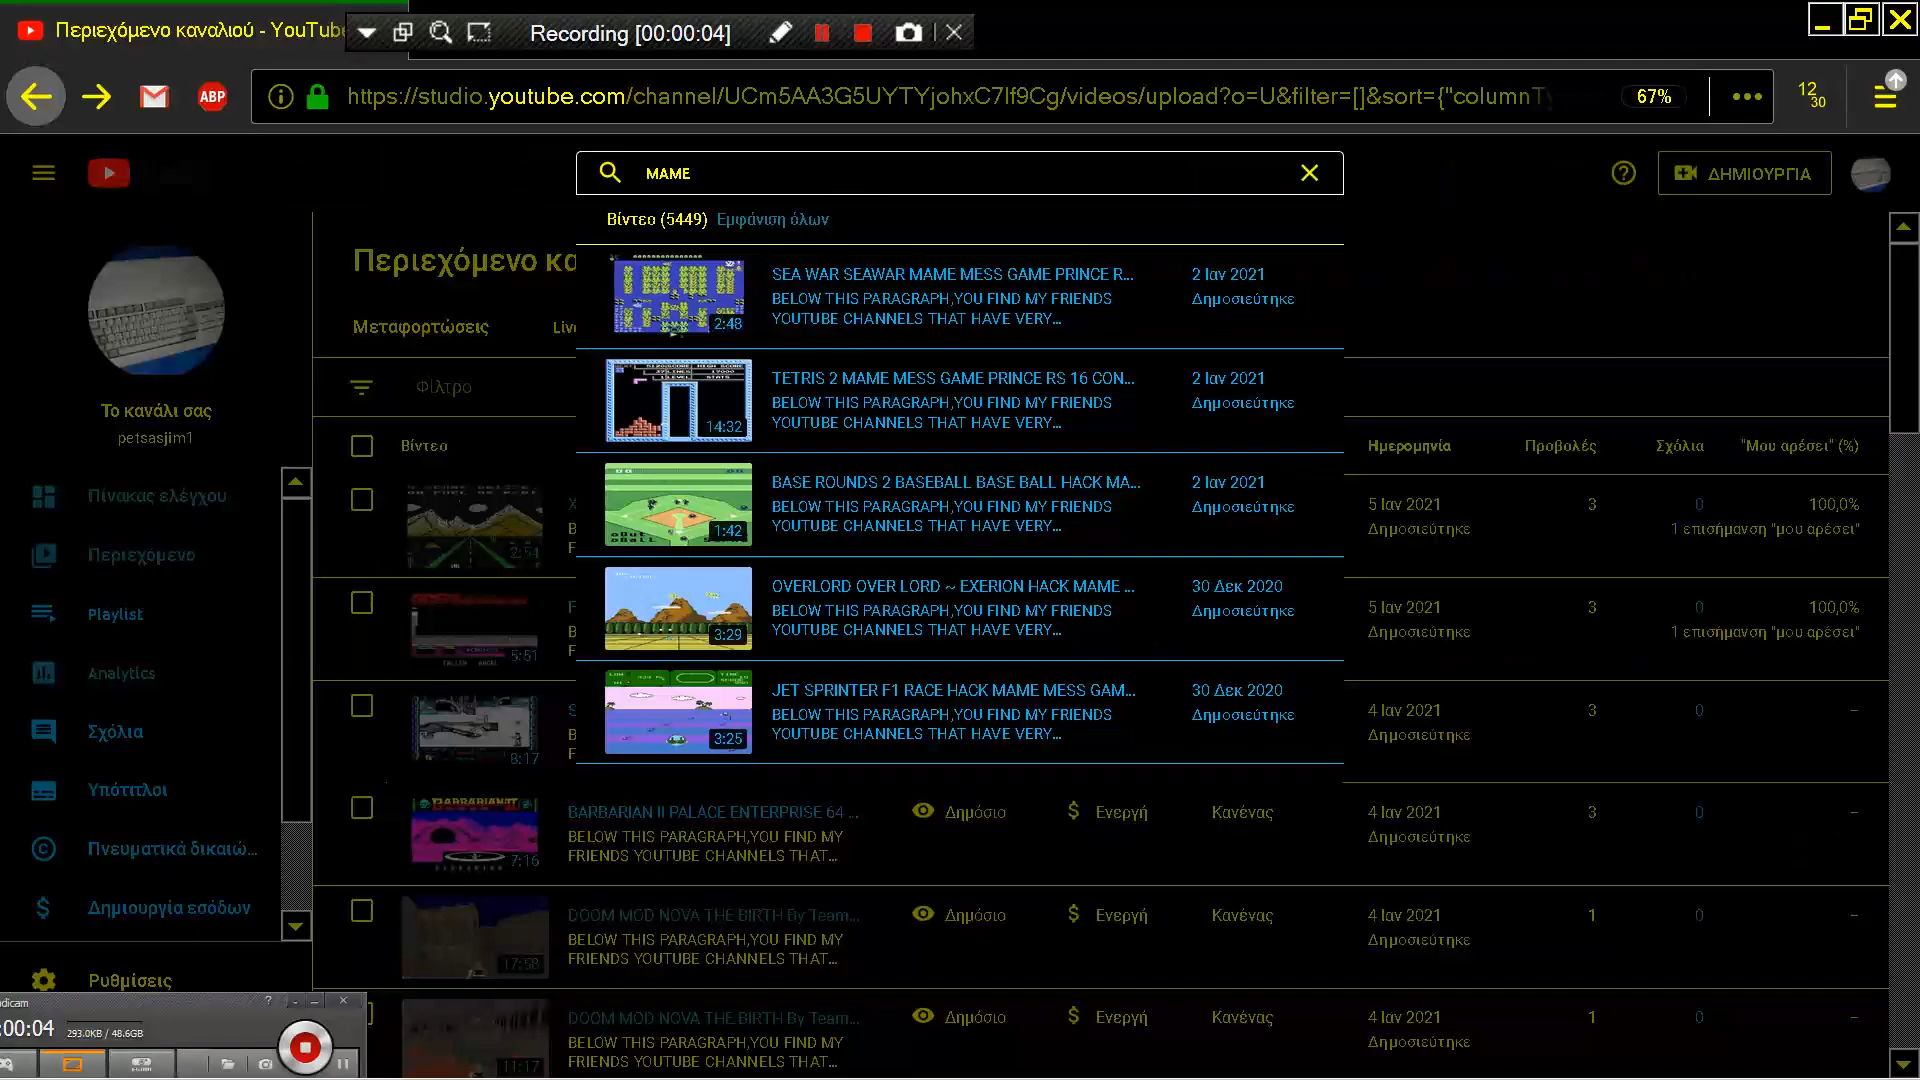 Περιεχόμενο καναλιού - YouTube
Recording [00:00:04]
ABP
https://studio.youtube.com/channel/UCm5AA3G5UYTYjohxC7lf9Cg/videos/upload?o=U&filter=[]&sort={"columnTy
67%
12
30
MAME
ΔΗΜΙΟΥΡΓΙΑ
Βίντεο (5449) Εμφάνιση όλων
SEA WAR SEAWAR MAME MESS GAME PRINCE R...
2 Ιαν 2021
BELOW THIS PARAGRAPH,YOU FIND MY FRIENDS
Δημοσιεύτηκε
YOUTUBE CHANNELS THAT HAVE VERY...
2:48
TETRIS 2 MAME MESS GAME PRINCE RS 16 CON...
2 Ιαν 2021
BELOW THIS PARAGRAPH,YOU FIND MY FRIENDS
Δημοσιεύτηκε
YOUTUBE CHANNELS THAT HAVE VERY...
14:32
BASE ROUNDS 2 BASEBALL BASE BALL HACK MA...
2 Ιαν 2021
BELOW THIS PARAGRAPH,YOU FIND MY FRIENDS
Δημοσιεύτηκε
YOUTUBE CHANNELS THAT HAVE VERY...
1:42
OVERLORD OVER LORD ~ EXERION HACK MAME ...
30 Δεκ 2020
BELOW THIS PARAGRAPH,YOU FIND MY FRIENDS
Δημοσιεύτηκε
YOUTUBE CHANNELS THAT HAVE VERY...
3:29
JET SPRINTER F1 RACE HACK MAME MESS GAM...
30 Δεκ 2020
BELOW THIS PARAGRAPH,YOU FIND MY FRIENDS
Δημοσιεύτηκε
YOUTUBE CHANNELS THAT HAVE VERY...
3:25
Το κανάλι σας
petsasjim1
Πίνακας ελέγχου
Περιεχόμενο
Playlist
Analytics
Σχόλια
Υπότιτλοι
Πνευματικά δικαιώ...
Δημιουργία εσόδων
Ρυθμίσεις
Περιεχόμενο κα
Μεταφορτώσεις
Live
Φίλτρο
Βίντεο
Ημερομηνία
Προβολές
Σχόλια
"Μου αρέσει" (%)
2:54
5 Ιαν 2021
3
0
100,0%
Δημοσιεύτηκε
1 επισήμανση "μου αρέσει"
FALLEN ANGEL
5:51
5 Ιαν 2021
3
0
100,0%
Δημοσιεύτηκε
1 επισήμανση "μου αρέσει"
8:17
4 Ιαν 2021
3
0
–
Δημοσιεύτηκε
BARBARIAN II
7:16
BARBARIAN II PALACE ENTERPRISE 64 ...
Δημόσιο
Ενεργή
Κανένας
4 Ιαν 2021
3
0
–
BELOW THIS PARAGRAPH,YOU FIND MY
Δημοσιεύτηκε
FRIENDS YOUTUBE CHANNELS THAT...
17:58
DOOM MOD NOVA THE BIRTH By Team...
Δημόσιο
Ενεργή
Κανένας
4 Ιαν 2021
1
0
–
BELOW THIS PARAGRAPH,YOU FIND MY
Δημοσιεύτηκε
FRIENDS YOUTUBE CHANNELS THAT...
11:17
DOOM MOD NOVA THE BIRTH By Team...
Δημόσιο
Ενεργή
Κανένας
4 Ιαν 2021
1
0
–
BELOW THIS PARAGRAPH,YOU FIND MY
Δημοσιεύτηκε
FRIENDS YOUTUBE CHANNELS THAT...
dicam
:00:04
293.0KB / 48.6GB